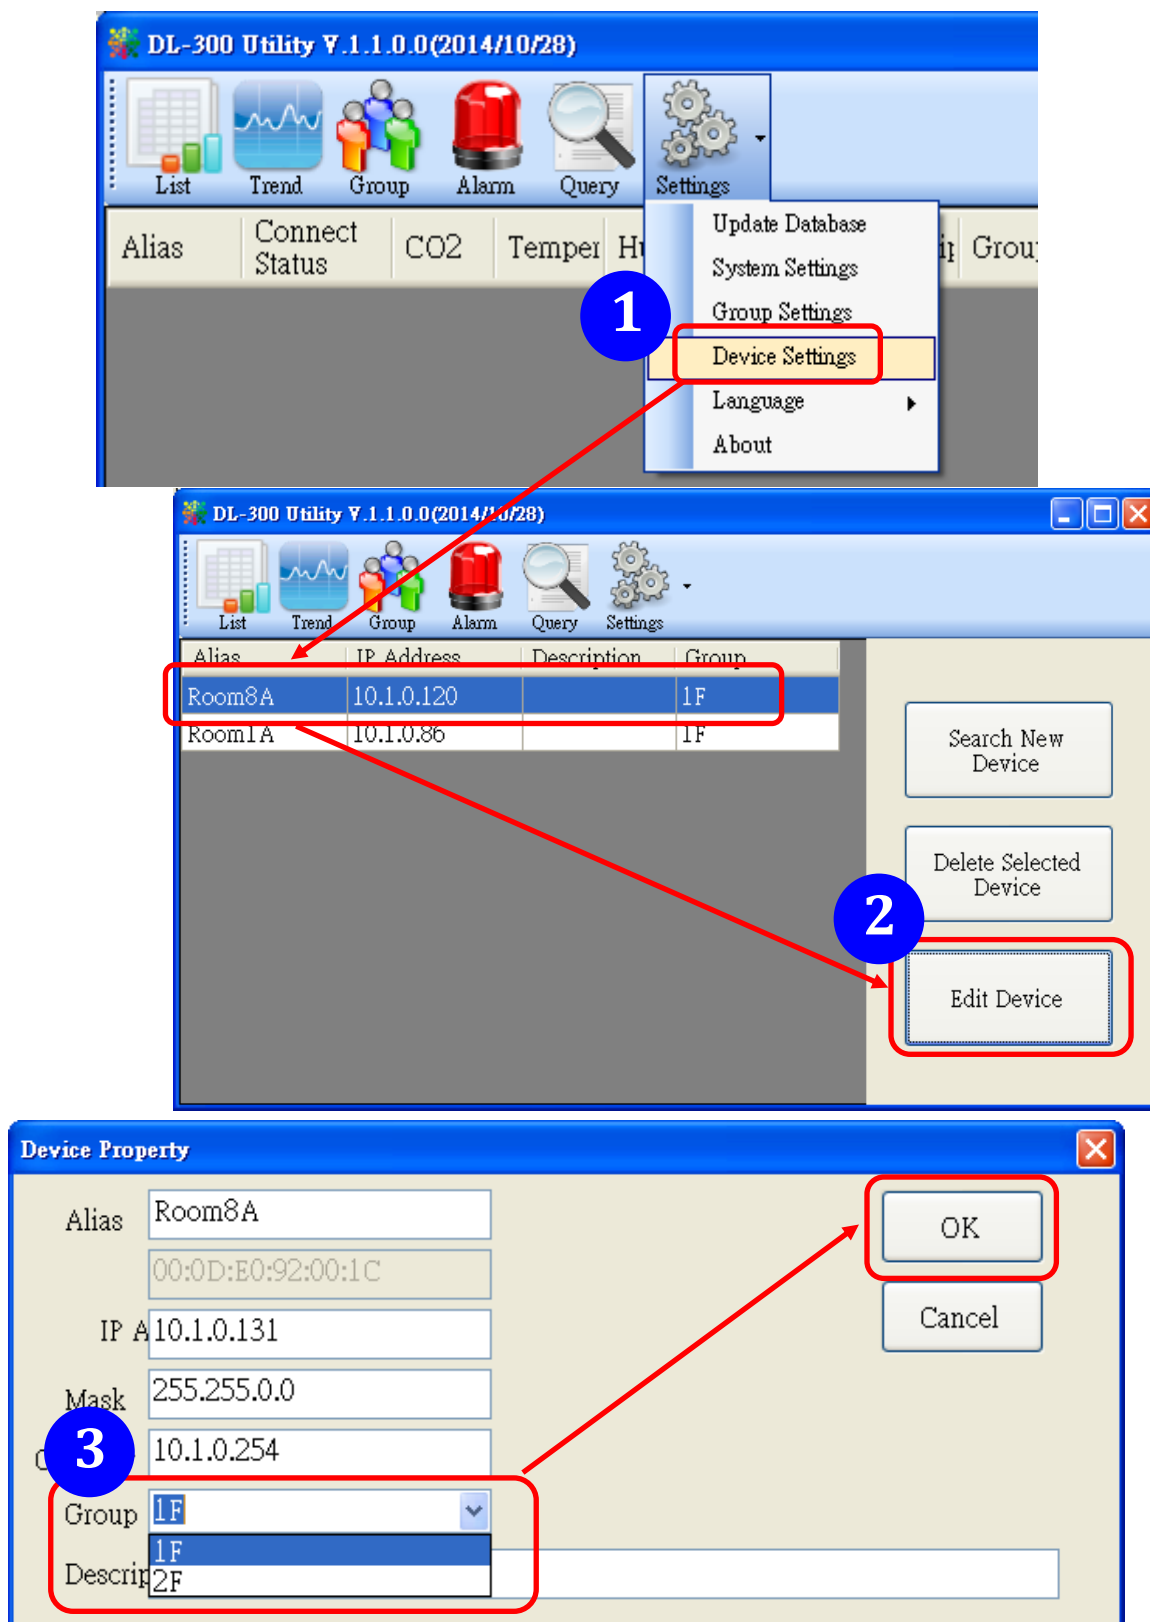 DL-300 Utility V.1.1.0.0(2014/10/28)
List Trend Group Alarm Query Settings
Alias Connect Status CO2 Temper Hu Grou
Update Database
System Settings
Group Settings
1
Device Settings
Language
About
DL-300 Utility V.1.1.0.0(2014/10/28)
List Trend Group Alarm Query Settings
Alias IP Address Description Group
Room8A 10.1.0.120 1F
Room1A 10.1.0.86 1F
Search New
Device
Delete Selected
Device
2
Edit Device
Device Property
Alias Room8A
OK
00:0D:E0:92:00:1C
IP A 10.1.0.131
Cancel
Mask 255.255.0.0
3
10.1.0.254
Group 1F
1F
Descrip
2F